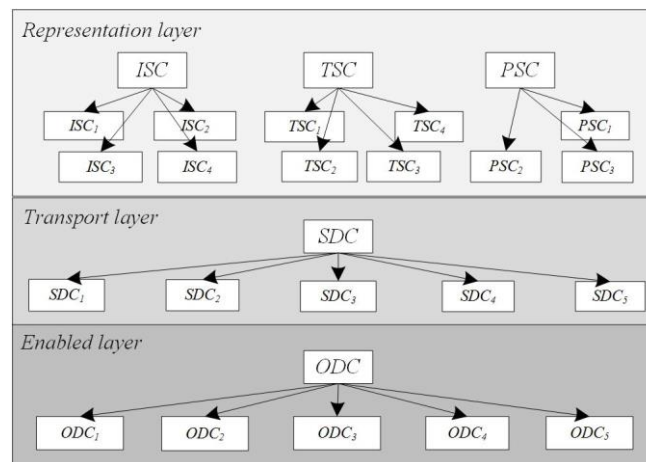 Representation layer
ISC TSC PSC
ISC₁ ISC₂ TSC₁ TSC₄ PSC₁
ISC₃ ISC₄ TSC₂ TSC₃ PSC₂ PSC₃
Transport layer
SDC
SDC₁ SDC₂ SDC₃ SDC₄ SDC₅
Enabled layer
ODC
ODC₁ ODC₂ ODC₃ ODC₄ ODC₅